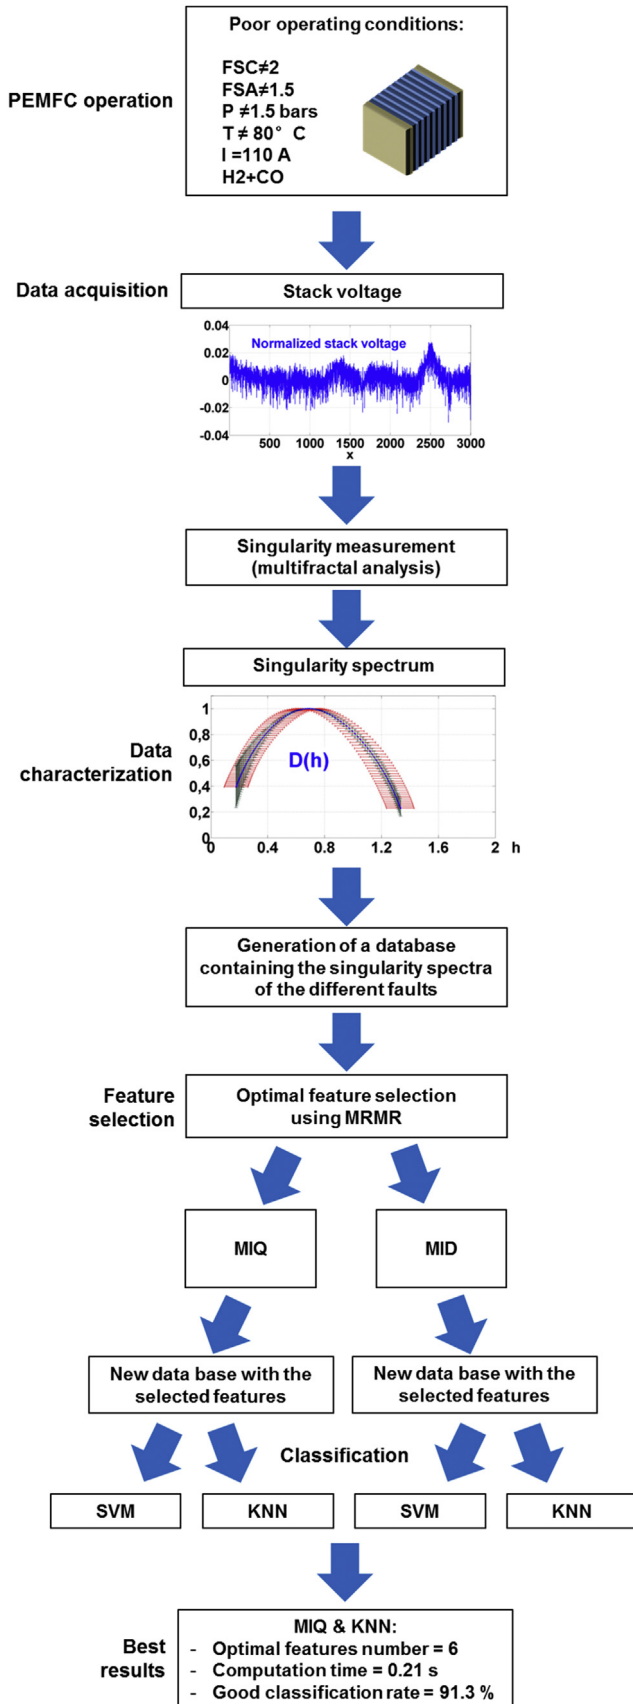 Poor operating conditions:
PEMFC operation
FSC≠2
FSA≠1.5
P ≠1.5 bars
T ≠ 80° C
I =110 A
H2+CO
Data acquisition
Stack voltage
Normalized stack voltage
0.04
0.02
0
-0.02
-0.04
500 1000 1500 2000 2500 3000
x
Singularity measurement
(multifractal analysis)
Singularity spectrum
Data
characterization
D(h)
1
0,8
0,6
0,4
0,2
0
0 0.4 0.8 1.2 1.6 2 h
Generation of a database
containing the singularity spectra
of the different faults
Feature
selection
Optimal feature selection
using MRMR
MIQ MID
New data base with the
selected features
New data base with the
selected features
Classification
SVM KNN SVM KNN
Best
results
MIQ & KNN:
- Optimal features number = 6
- Computation time = 0.21 s
- Good classification rate = 91.3 %